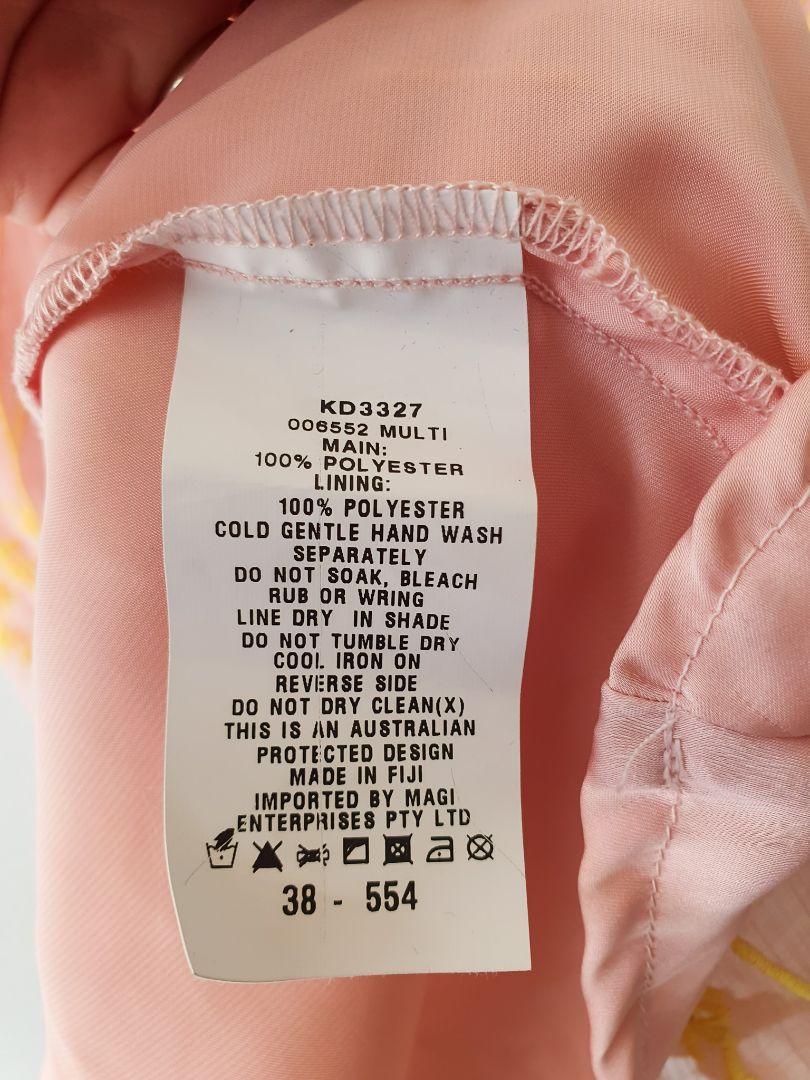 KD3327
006552 MULTI
MAIN:
100% POLYESTER
LINING:
100% POLYESTER
COLD GENTLE HAND WASH
SEPARATELY
DO NOT SOAK, BLEACH
RUB OR WRING
LINE DRY IN SHADE
DO NOT TUMBLE DRY
COOL IRON ON
REVERSE SIDE
DO NOT DRY CLEAN(X)
THIS IS AN AUSTRALIAN
PROTECTED DESIGN
MADE IN FIJI
IMPORTED BY MAGI
ENTERPRISES PTY LTD
38 - 554